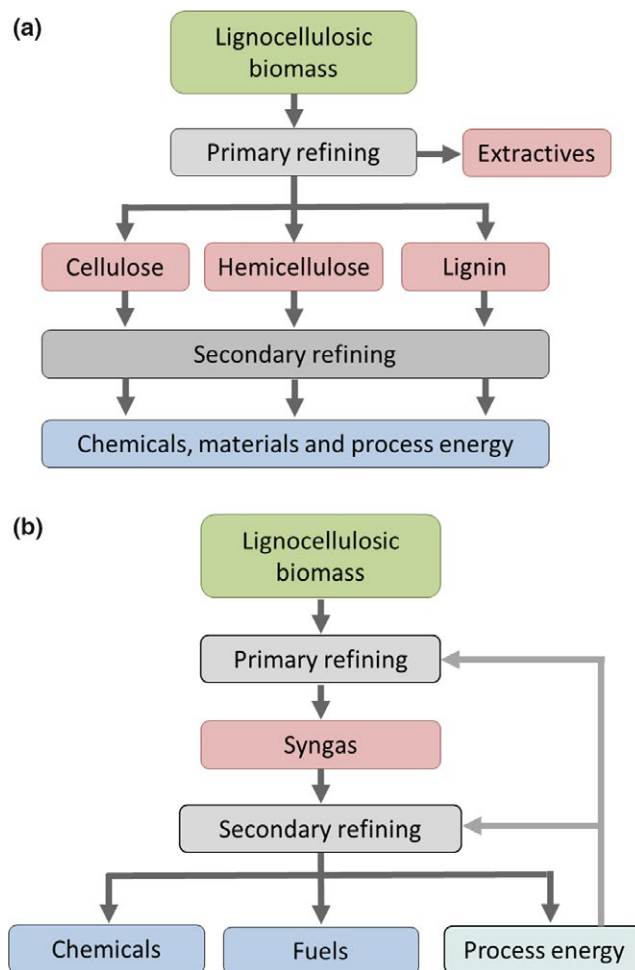 (a)
Lignocellulosic
biomass
Primary refining
Extractives
Cellulose
Hemicellulose
Lignin
Secondary refining
Chemicals, materials and process energy
(b)
Lignocellulosic
biomass
Primary refining
Syngas
Secondary refining
Chemicals
Fuels
Process energy